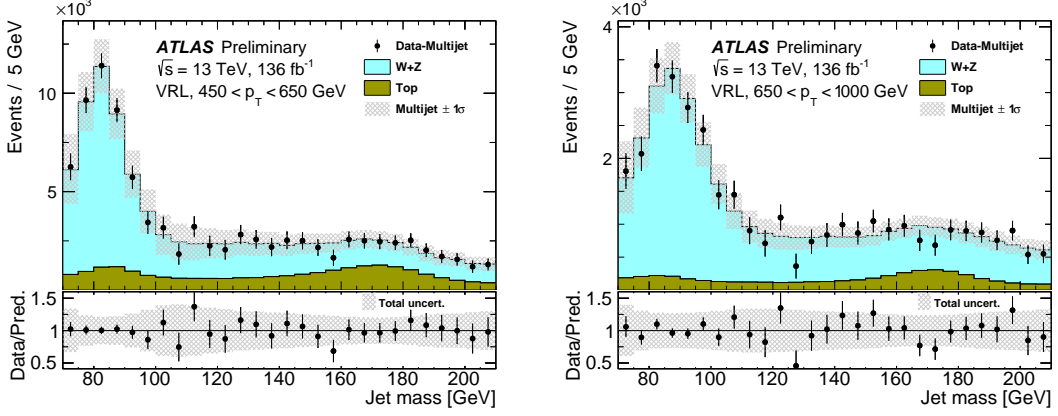 ×10³
Events / 5 GeV
10
5
ATLAS Preliminary
√s = 13 TeV, 136 fb⁻¹
VRL, 450 < p_T < 650 GeV
Data-Multijet
W+Z
Top
Multijet ± 1σ
Data/Pred.
1.5
1
0.5
Total uncert.
80 100 120 140 160 180 200
Jet mass [GeV]
×10³
Events / 5 GeV
4
2
ATLAS Preliminary
√s = 13 TeV, 136 fb⁻¹
VRL, 650 < p_T < 1000 GeV
Data-Multijet
W+Z
Top
Multijet ± 1σ
Data/Pred.
1.5
1
0.5
Total uncert.
80 100 120 140 160 180 200
Jet mass [GeV]